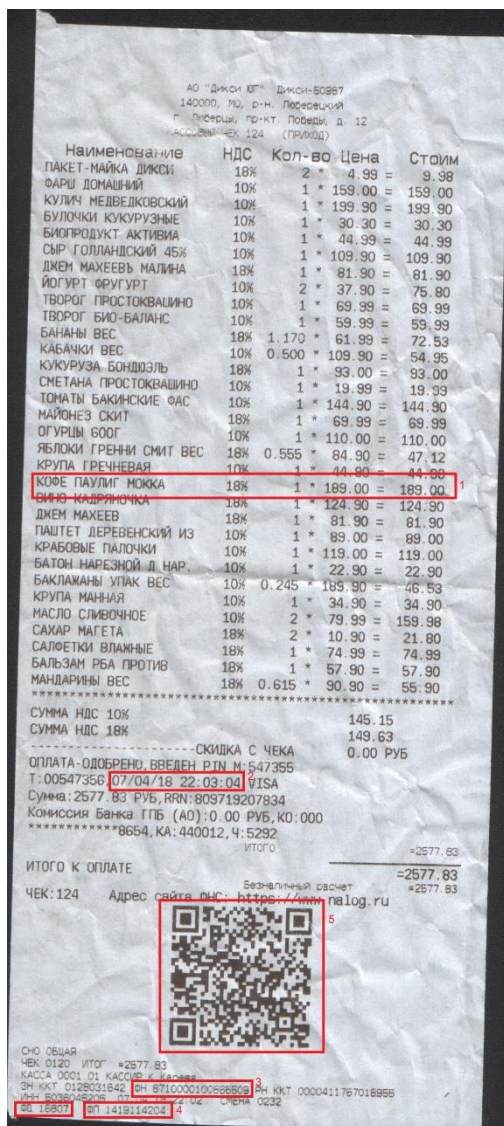 АО "Дикси ЮГ" Дикси-50987
140000, МО, р-н. Люберецкий
г. Люберцы, пр-кт. Победы, д. 12
КАССОВЫЙ ЧЕК 124 (ПРИХОД)
Наименование НДС Кол-во Цена Стоим
ПАКЕТ-МАЙКА ДИКСИ 18% 2 * 4.99 = 9.98
ФАРШ ДОМАШНИЙ 10% 1 * 159.00 = 159.00
КУЛИЧ МЕДВЕДКОВСКИЙ 10% 1 * 199.90 = 199.90
БУЛОЧКИ КУКУРУЗНЫЕ 10% 1 * 30.30 = 30.30
БИОПРОДУКТ АКТИВИА 10% 1 * 44.99 = 44.99
СЫР ГОЛЛАНДСКИЙ 45% 10% 1 * 109.90 = 109.90
ДЖЕМ МАХЕЕВЪ МАЛИНА 18% 1 * 81.90 = 81.90
ЙОГУРТ ФРУГУРТ 10% 2 * 37.90 = 75.80
ТВОРОГ ПРОСТОКВАШИНО 10% 1 * 69.99 = 69.99
ТВОРОГ БИО-БАЛАНС 10% 1 * 59.99 = 59.99
БАНАНЫ ВЕС 18% 1.170 * 61.99 = 72.53
КАБАЧКИ ВЕС 10% 0.500 * 109.90 = 54.95
КУКУРУЗА БОНДЮЭЛЬ 18% 1 * 93.00 = 93.00
СМЕТАНА ПРОСТОКВАШИНО 10% 1 * 19.99 = 19.99
ТОМАТЫ БАКИНСКИЕ ФАС 10% 1 * 144.90 = 144.90
МАЙОНЕЗ СКИТ 18% 1 * 69.99 = 69.99
ОГУРЦЫ 600Г 10% 1 * 110.00 = 110.00
ЯБЛОКИ ГРЕННИ СМИТ ВЕС 18% 0.555 * 84.90 = 47.12
КРУПА ГРЕЧНЕВАЯ 10% 1 * 44.90 = 44.90
КОФЕ ПАУЛИГ МОККА 18% 1 * 189.00 = 189.00 1
ВИНО КАДРЯНОЧКА 18% 1 * 124.90 = 124.90
ДЖЕМ МАХЕЕВ 18% 1 * 81.90 = 81.90
ПАШТЕТ ДЕРЕВЕНСКИЙ ИЗ 10% 1 * 89.00 = 89.00
КРАБОВЫЕ ПАЛОЧКИ 10% 1 * 119.00 = 119.00
БАТОН НАРЕЗНОЙ Д НАР. 10% 1 * 22.90 = 22.90
БАКЛАЖАНЫ УПАК ВЕС 10% 0.245 * 189.90 = 46.53
КРУПА МАННАЯ 10% 1 * 34.90 = 34.90
МАСЛО СЛИВОЧНОЕ 10% 2 * 79.99 = 159.98
САХАР МАГЕТА 18% 2 * 10.90 = 21.80
САЛФЕТКИ ВЛАЖНЫЕ 18% 1 * 74.99 = 74.99
БАЛЬЗАМ РБА ПРОТИВ 18% 1 * 57.90 = 57.90
МАНДАРИНЫ ВЕС 18% 0.615 * 90.90 = 55.90
СУММА НДС 10% 145.15
СУММА НДС 18% 149.63
----------------------СКИДКА С ЧЕКА 0.00 РУБ
ОПЛАТА-ОДОБРЕНО,ВВЕДЕН PIN М:547355
Т:00547356,07/04/18 22:03:04 VISA 2
Сумма:2577.83 РУБ,RRN:809719207834
Комиссия Банка ГПБ (АО):0.00 РУБ,КО:000
************8654,КА:440012,Ч:5292
ИТОГО =2577.83
ИТОГО К ОПЛАТЕ =2577.83
Безналичный расчет =2577.83
ЧЕК:124 Адрес сайта ФНС: https://www.nalog.ru
5
СНО ОБЩАЯ
ЧЕК 0120 ИТОГ =2577.83
КАССА 0001 01 КАССИР К
ЗН ККТ 0128031642 ФН РН ККТ 3
ИНН 5036045205 22:02 СМЕНА 0232
ФД 15807 ФП 1419114204 4